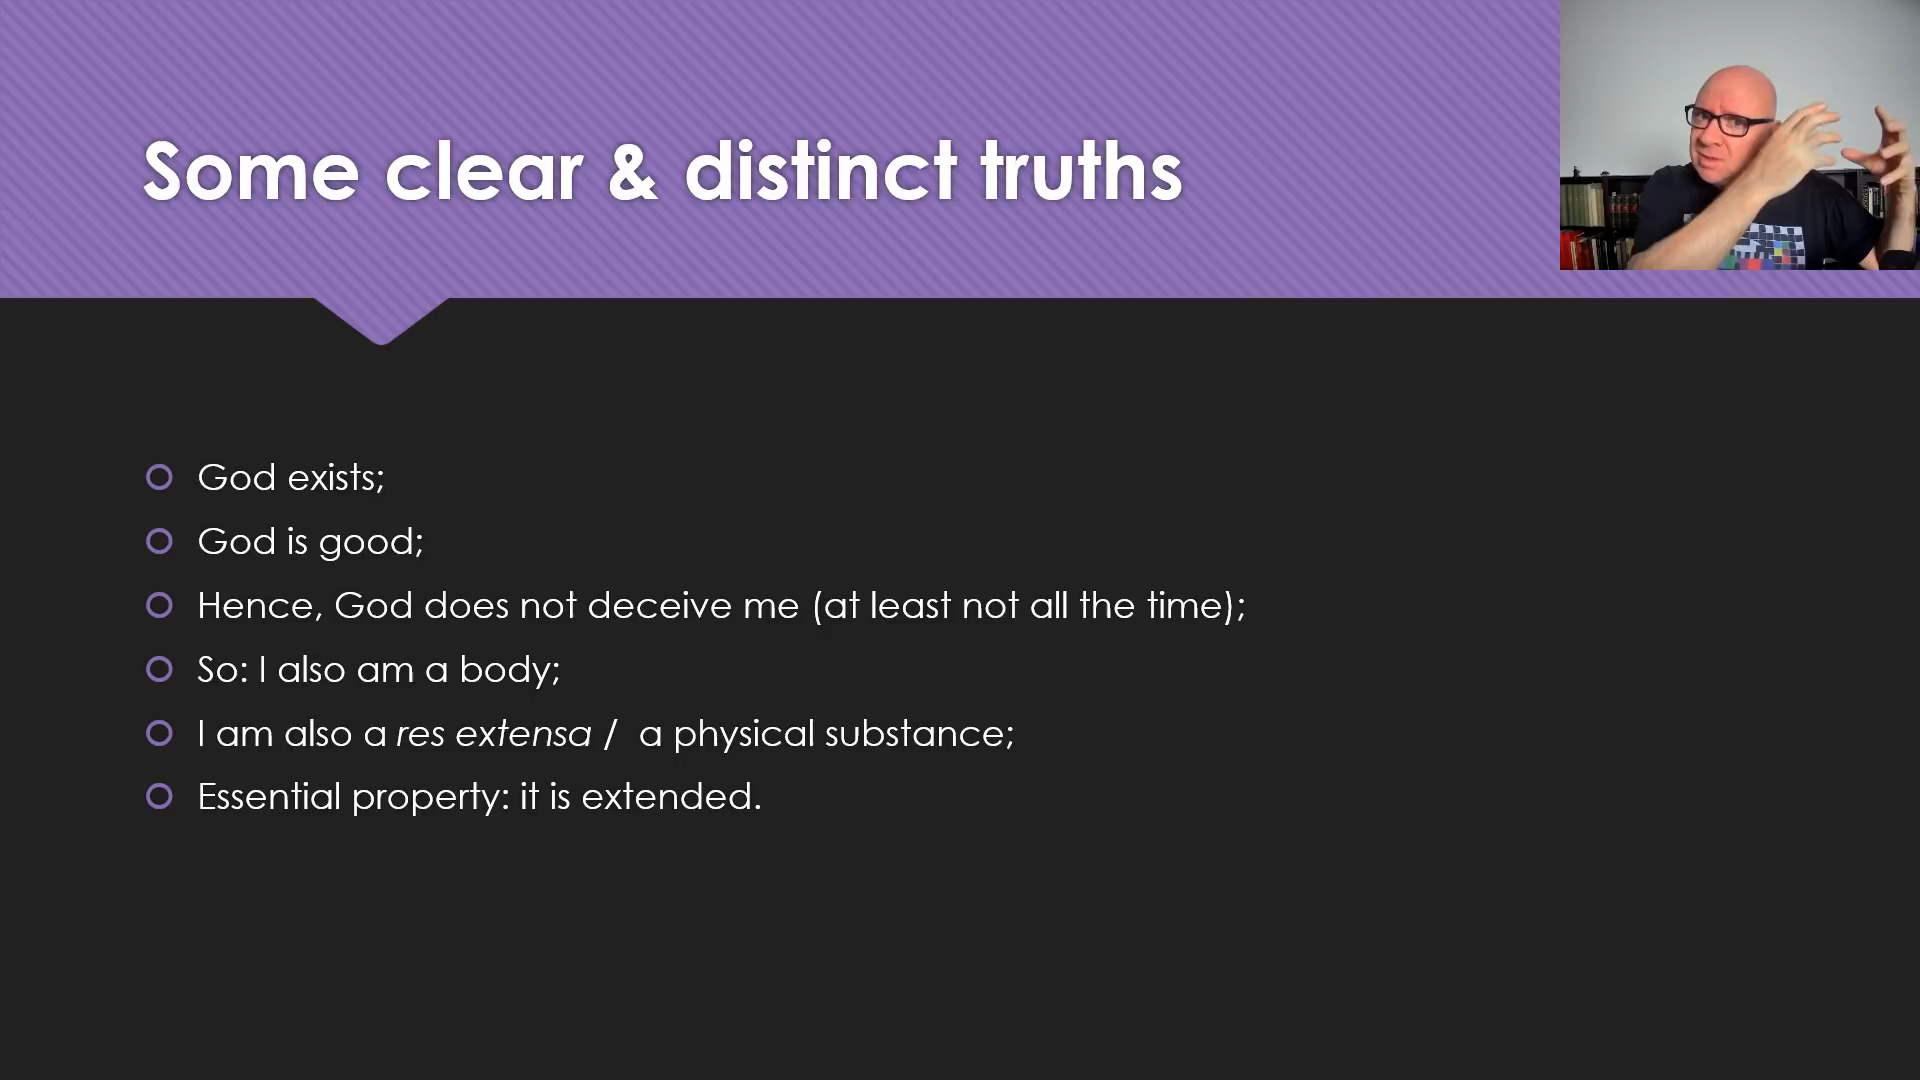 Some clear & distinct truths
God exists;
God is good;
Hence, God does not deceive me (at least not all the time);
So: I also am a body;
I am also a res extensa /  a physical substance;
Essential property: it is extended.